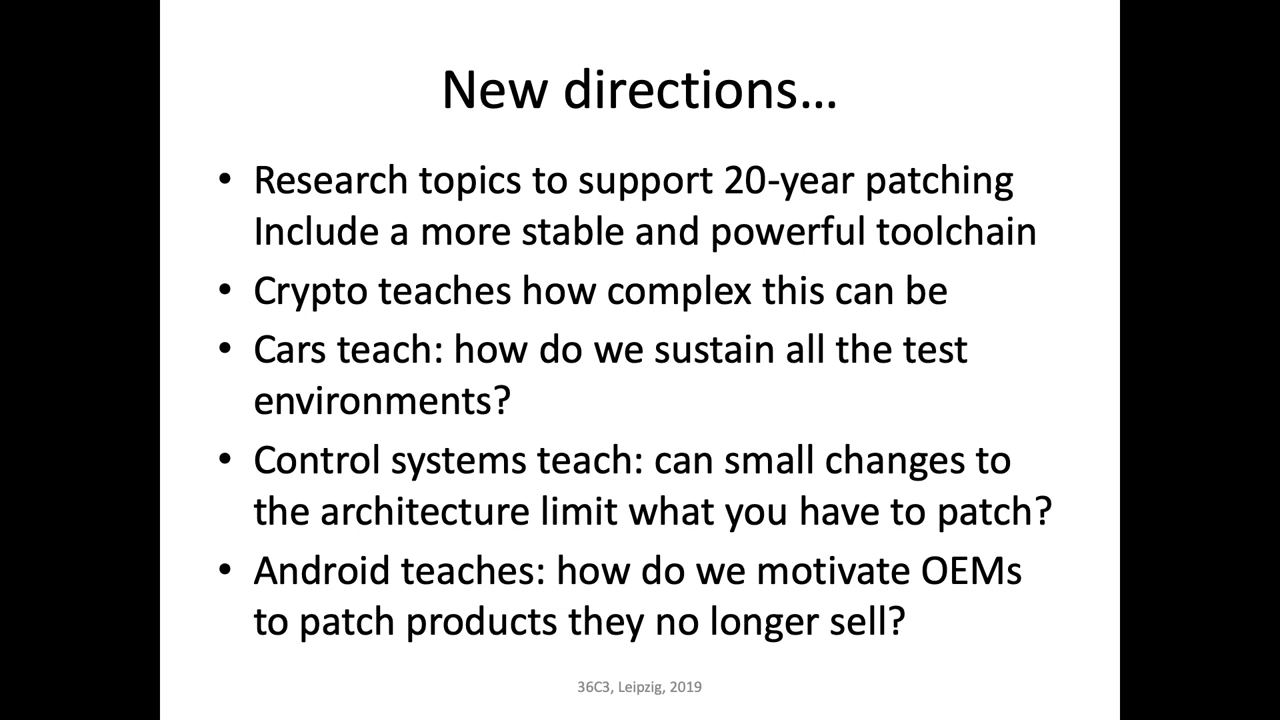 New directions…
• Research topics to support 20-year patching
Include a more stable and powerful toolchain
• Crypto teaches how complex this can be
• Cars teach: how do we sustain all the test
environments?
• Control systems teach: can small changes to
the architecture limit what you have to patch?
• Android teaches: how do we motivate OEMs
to patch products they no longer sell?
36C3, Leipzig, 2019